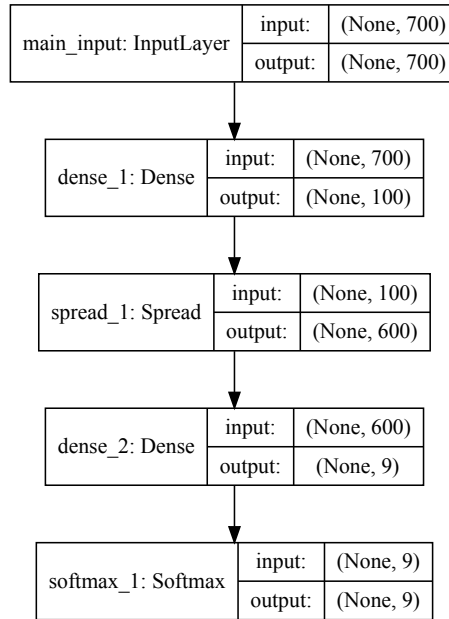 main_input: InputLayer
input: (None, 700)
output: (None, 700)
dense_1: Dense
input: (None, 700)
output: (None, 100)
spread_1: Spread
input: (None, 100)
output: (None, 600)
dense_2: Dense
input: (None, 600)
output: (None, 9)
softmax_1: Softmax
input: (None, 9)
output: (None, 9)